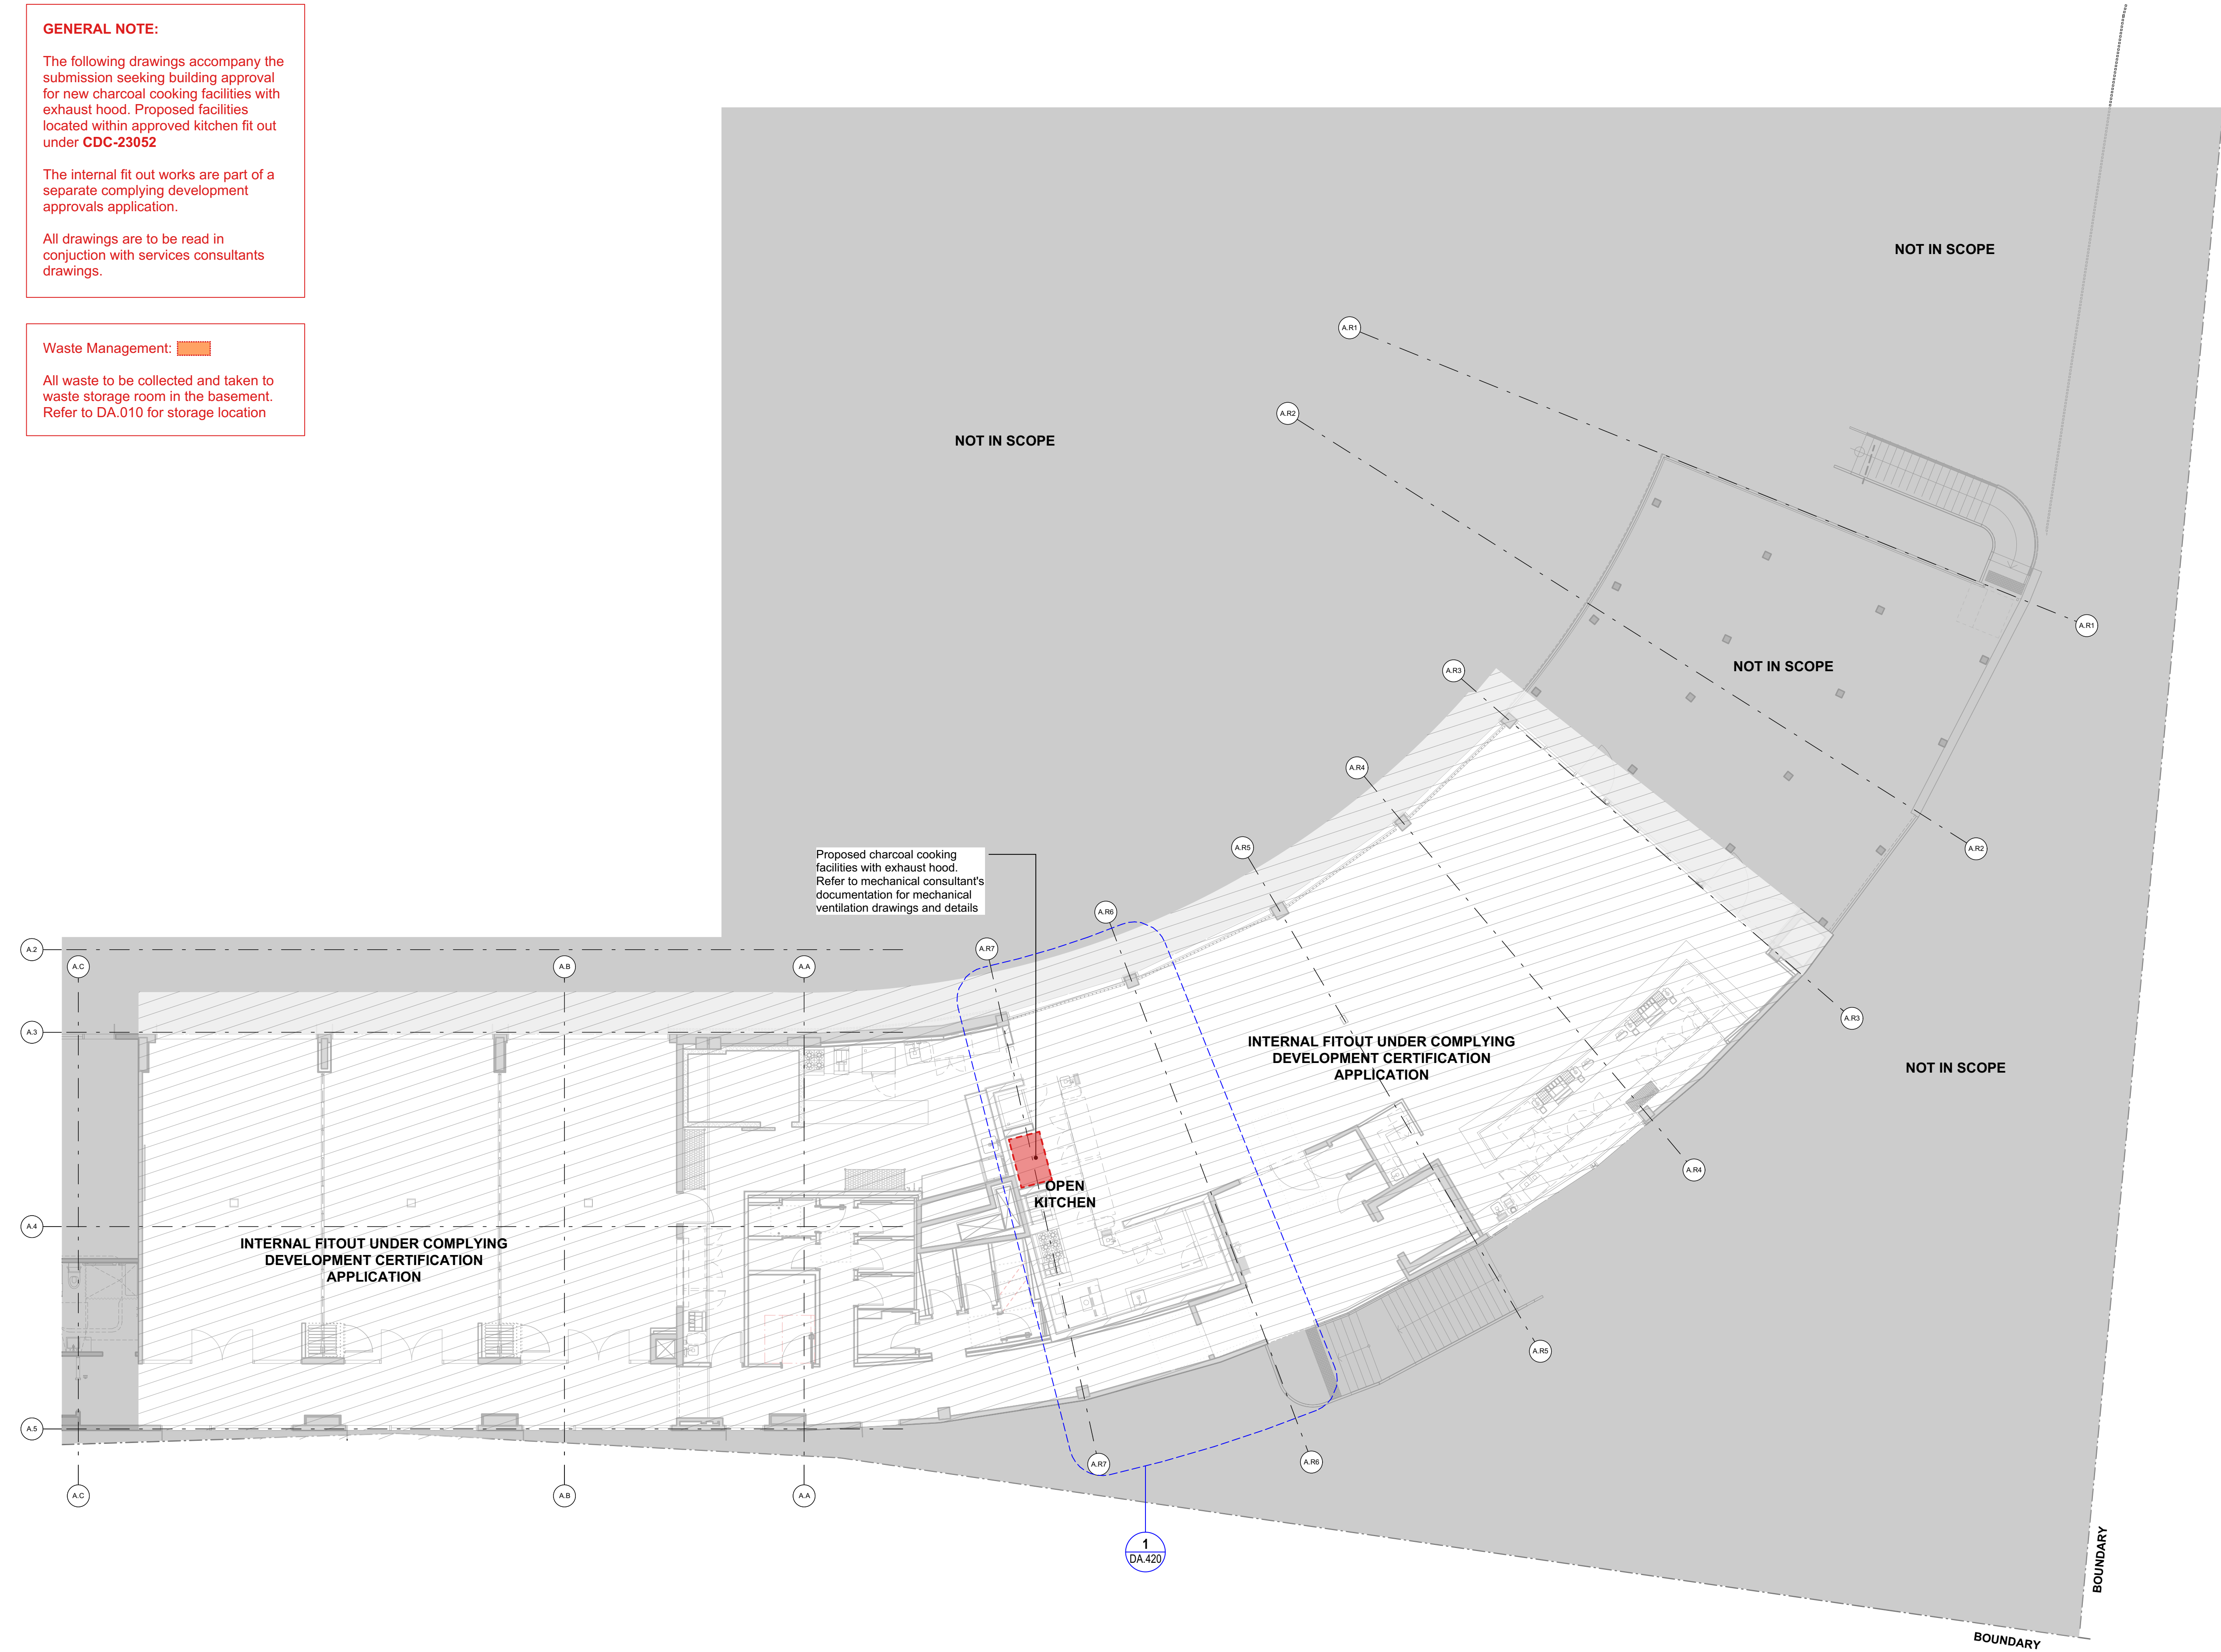 GENERAL NOTE:
The following drawings accompany the
submission seeking building approval
for new charcoal cooking facilities with
exhaust hood. Proposed facilities
located within approved kitchen fit out
under CDC-23052
The internal fit out works are part of a
separate complying development
approvals application.
All drawings are to be read in
conjuction with services consultants
drawings.
Waste Management:
All waste to be collected and taken to
waste storage room in the basement.
Refer to DA.010 for storage location
NOT IN SCOPE
A.R1
A.R2
NOT IN SCOPE
A.R1
NOT IN SCOPE
A.R3
A.R4
A.R5
A.R2
Proposed charcoal cooking
facilities with exhaust hood.
Refer to mechanical consultant's
documentation for mechanical
ventilation drawings and details
A.R6
A.R7
A.2
A.C
A.B
A.A
A.3
A.R3
INTERNAL FITOUT UNDER COMPLYING
DEVELOPMENT CERTIFICATION
APPLICATION
NOT IN SCOPE
A.R4
OPEN
KITCHEN
A.4
INTERNAL FITOUT UNDER COMPLYING
DEVELOPMENT CERTIFICATION
APPLICATION
A.R5
A.5
A.R7
A.R6
A.C
A.B
A.A
1
DA.420
BOUNDARY
BOUNDARY